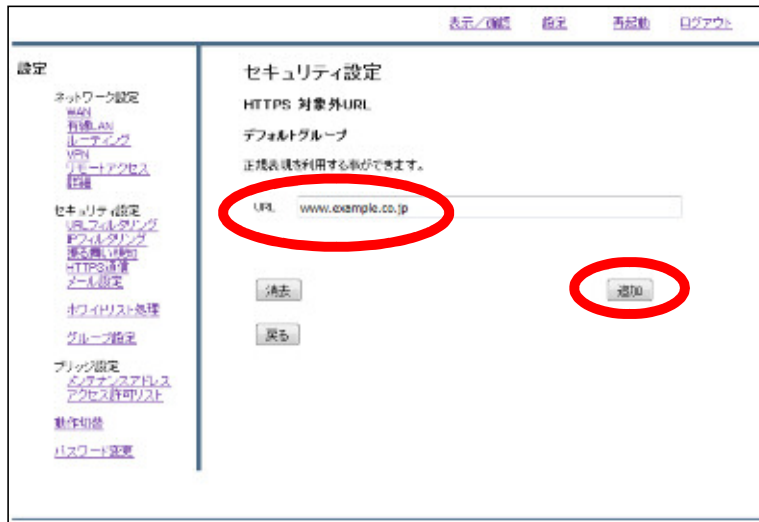 表示／確認 設定 再起動 ログアウト
設定
ネットワーク設定
WAN
有線LAN
ルーティング
VPN
リモートアクセス
詳細
セキュリティ設定
URLフィルタリング
IPフィルタリング
振る舞い検知
HTTPS通信
メール設定
ホワイトリスト処理
グループ設定
ブリッジ設定
メンテナンスアドレス
アクセス許可リスト
動作切替
パスワード変更
セキュリティ設定
HTTPS 対象外URL
デフォルトグループ
正規表現を利用する事ができます。
URL www.example.co.jp
消去 追加
戻る